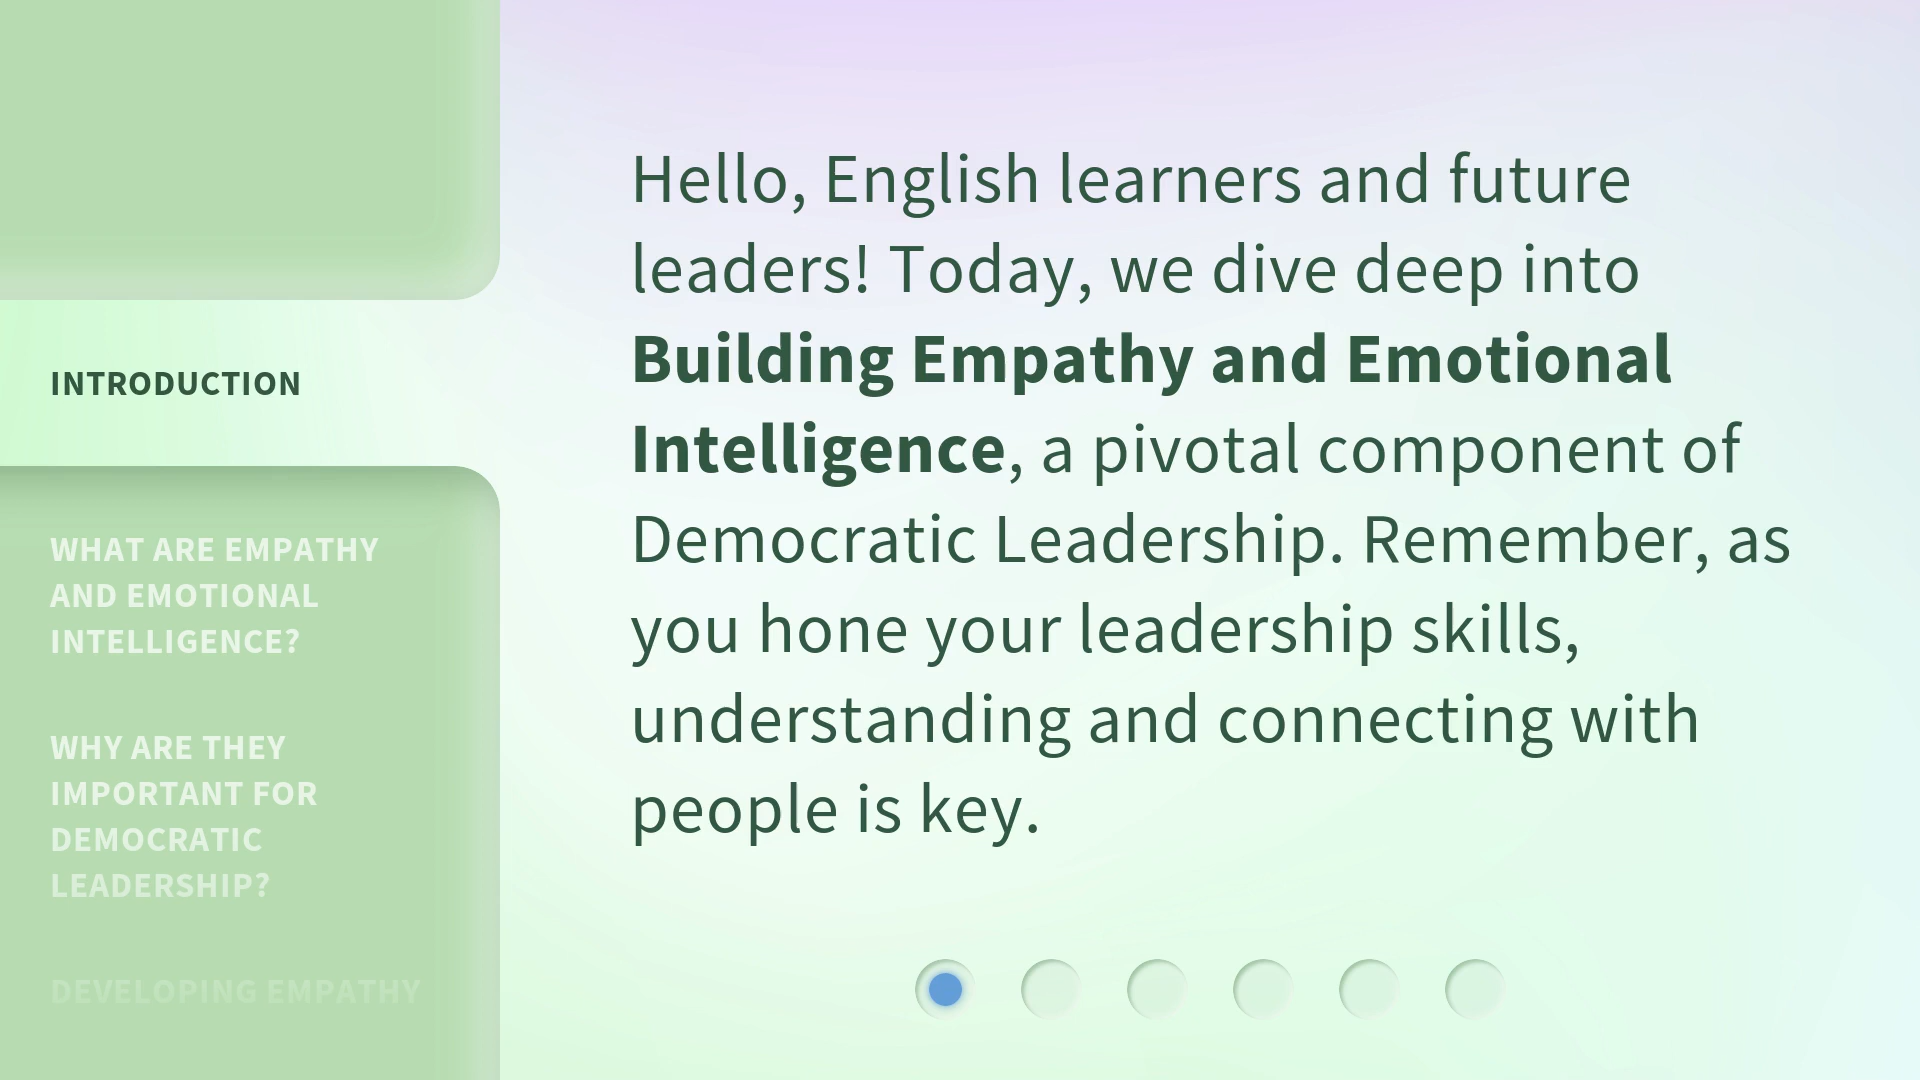 INTRODUCTION
WHAT ARE EMPATHY
AND EMOTIONAL
INTELLIGENCE?
WHY ARE THEY
IMPORTANT FOR
DEMOCRATIC
LEADERSHIP?
DEVELOPING EMPATHY
Hello, English learners and future
leaders! Today, we dive deep into
Building Empathy and Emotional
Intelligence, a pivotal component of
Democratic Leadership. Remember, as
you hone your leadership skills,
understanding and connecting with
people is key.